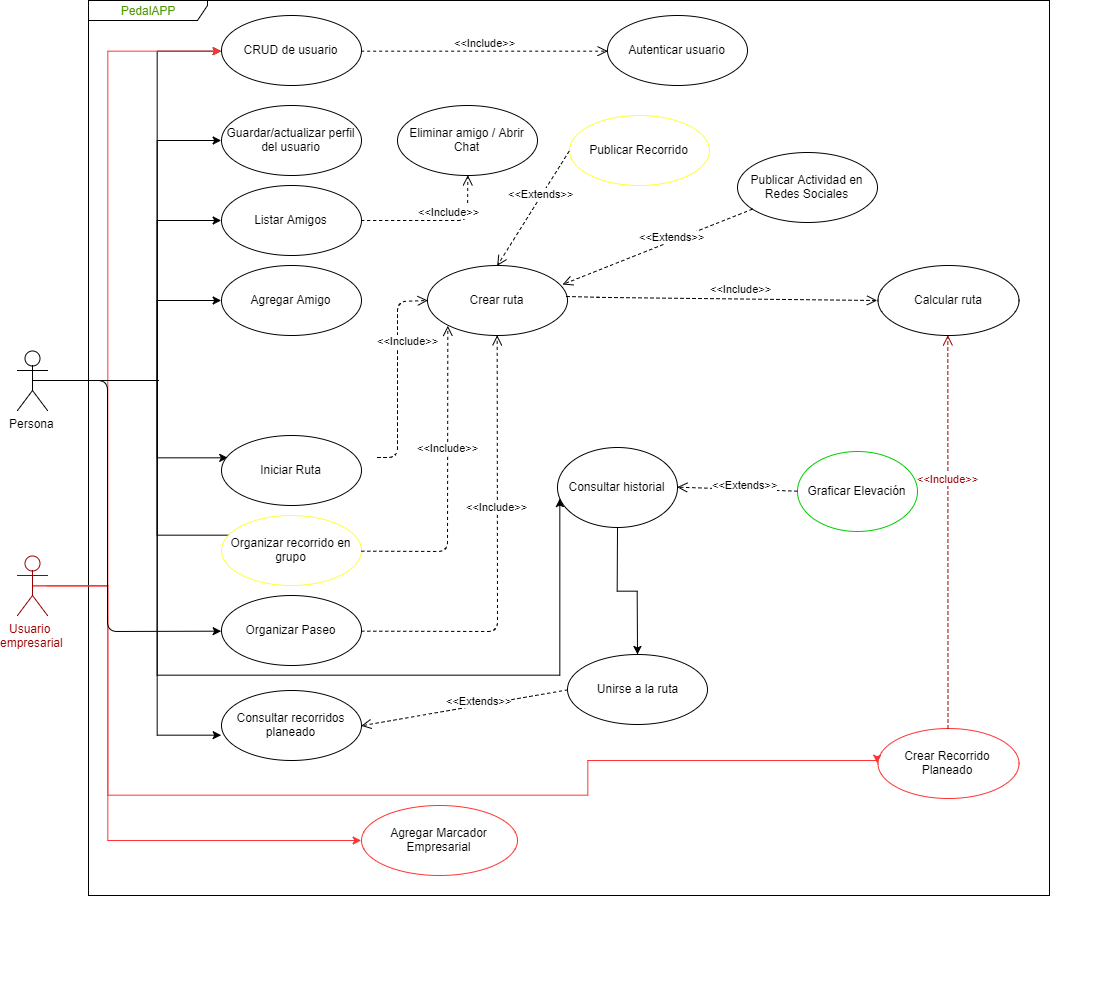 PedalAPP
CRUD de usuario
<<Include>>
Autenticar usuario
Guardar/actualizar perfil
del usuario
Eliminar amigo / Abrir
Chat
Publicar Recorrido
Publicar Actividad en
Redes Sociales
<<Extends>>
Listar Amigos
<<Include>>
<<Extends>>
Agregar Amigo
Crear ruta
<<Include>>
Calcular ruta
<<Include>>
Persona
Iniciar Ruta
<<Include>>
Consultar historial
<<Extends>>
Graficar Elevación
<<Include>>
<<Include>>
Organizar recorrido en
grupo
Usuario
empresarial
Organizar Paseo
Unirse a la ruta
<<Extends>>
Consultar recorridos
planeado
Crear Recorrido
Planeado
Agregar Marcador
Empresarial